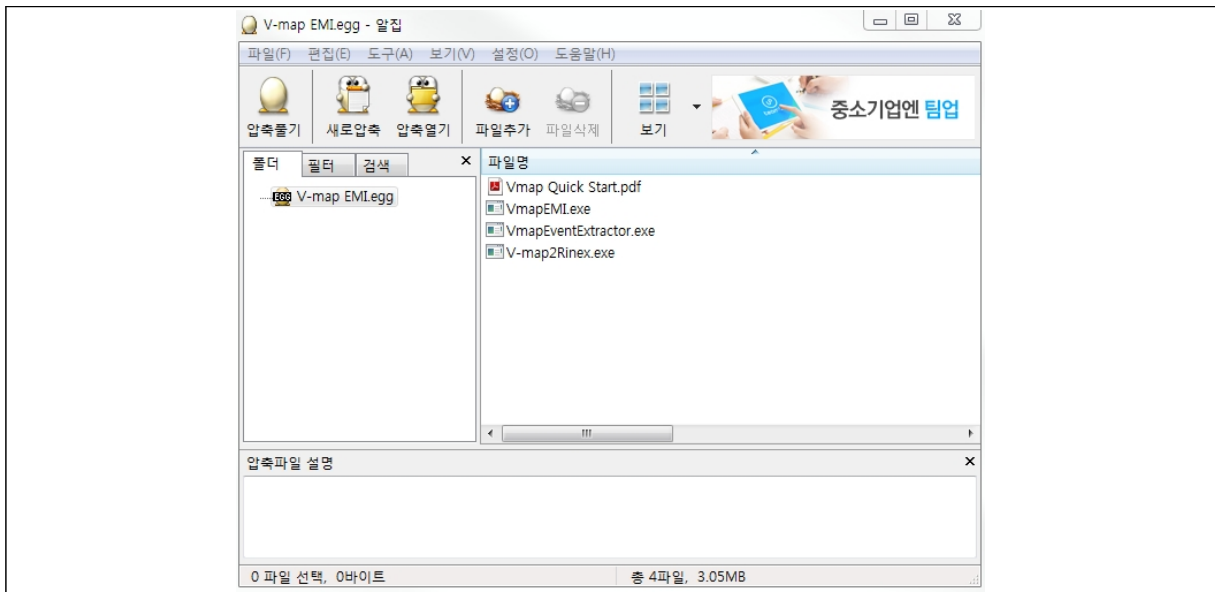 V-map EMI.egg - 알집
파일(F) 편집(E) 도구(A) 보기(V) 설정(O) 도움말(H)
압축풀기 새로압축 압축열기 파일추가 파일삭제 보기
중소기업엔 팀업
폴더 필터 검색
파일명
EGG V-map EMI.egg
Vmap Quick Start.pdf
VmapEMI.exe
VmapEventExtractor.exe
V-map2Rinex.exe
압축파일 설명
0 파일 선택, 0바이트
총 4파일, 3.05MB